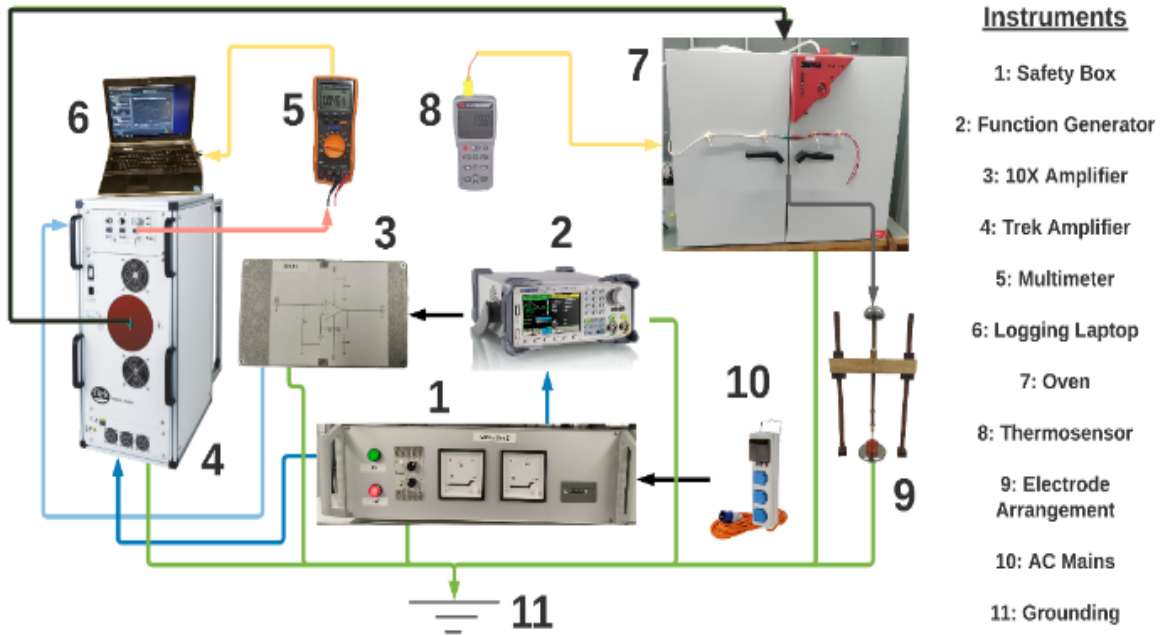 Instruments
1: Safety Box
2: Function Generator
3: 10X Amplifier
4: Trek Amplifier
5: Multimeter
6: Logging Laptop
7: Oven
8: Thermosensor
9: Electrode
Arrangement
10: AC Mains
11: Grounding
7
6
5
8
3
2
10
1
4
9
11